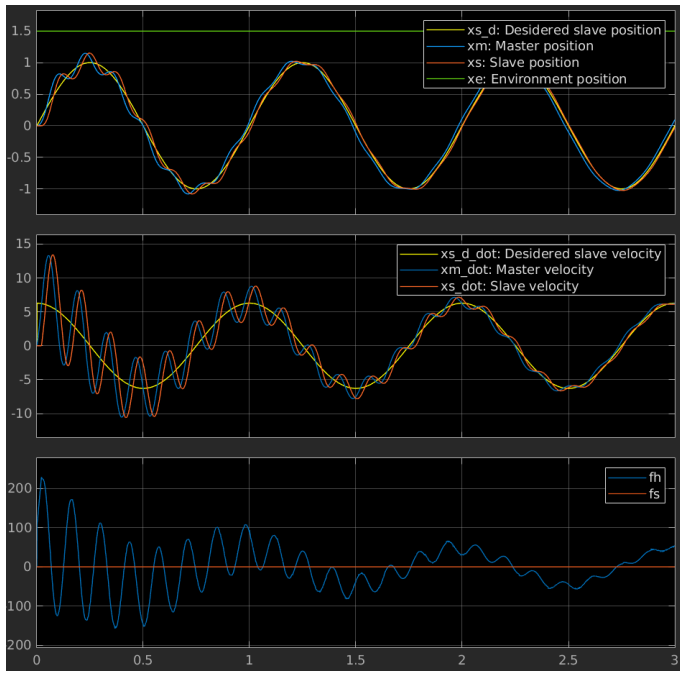 1.5
1
0.5
0
-0.5
-1
xs_d: Desidered slave position
xm: Master position
xs: Slave position
xe: Environment position
15
10
5
0
-5
-10
xs_d_dot: Desidered slave velocity
xm_dot: Master velocity
xs_dot: Slave velocity
200
100
0
100
200
fh
fs
0 0.5 1 1.5 2 2.5 3